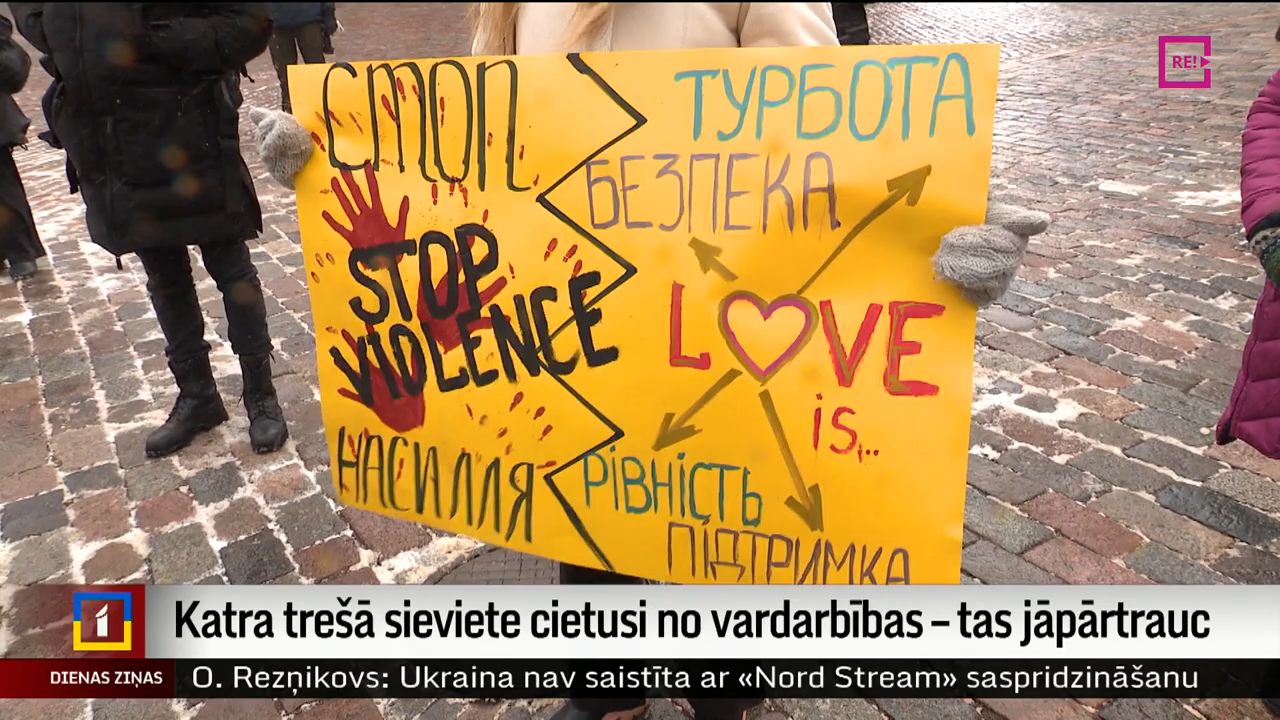 RE!
СТОП
STOP
VIOLENCE
НАСИЛЛЯ
ТУРБОТА
БЕЗПЕКА
LOVE
is...
РІВНІСТЬ
ПІДТРИМКА
1
Katra trešā sieviete cietusi no vardarbības – tas jāpārtrauc
DIENAS ZIŅAS
O. Rezņikovs: Ukraina nav saistīta ar «Nord Stream» saspridzināšanu